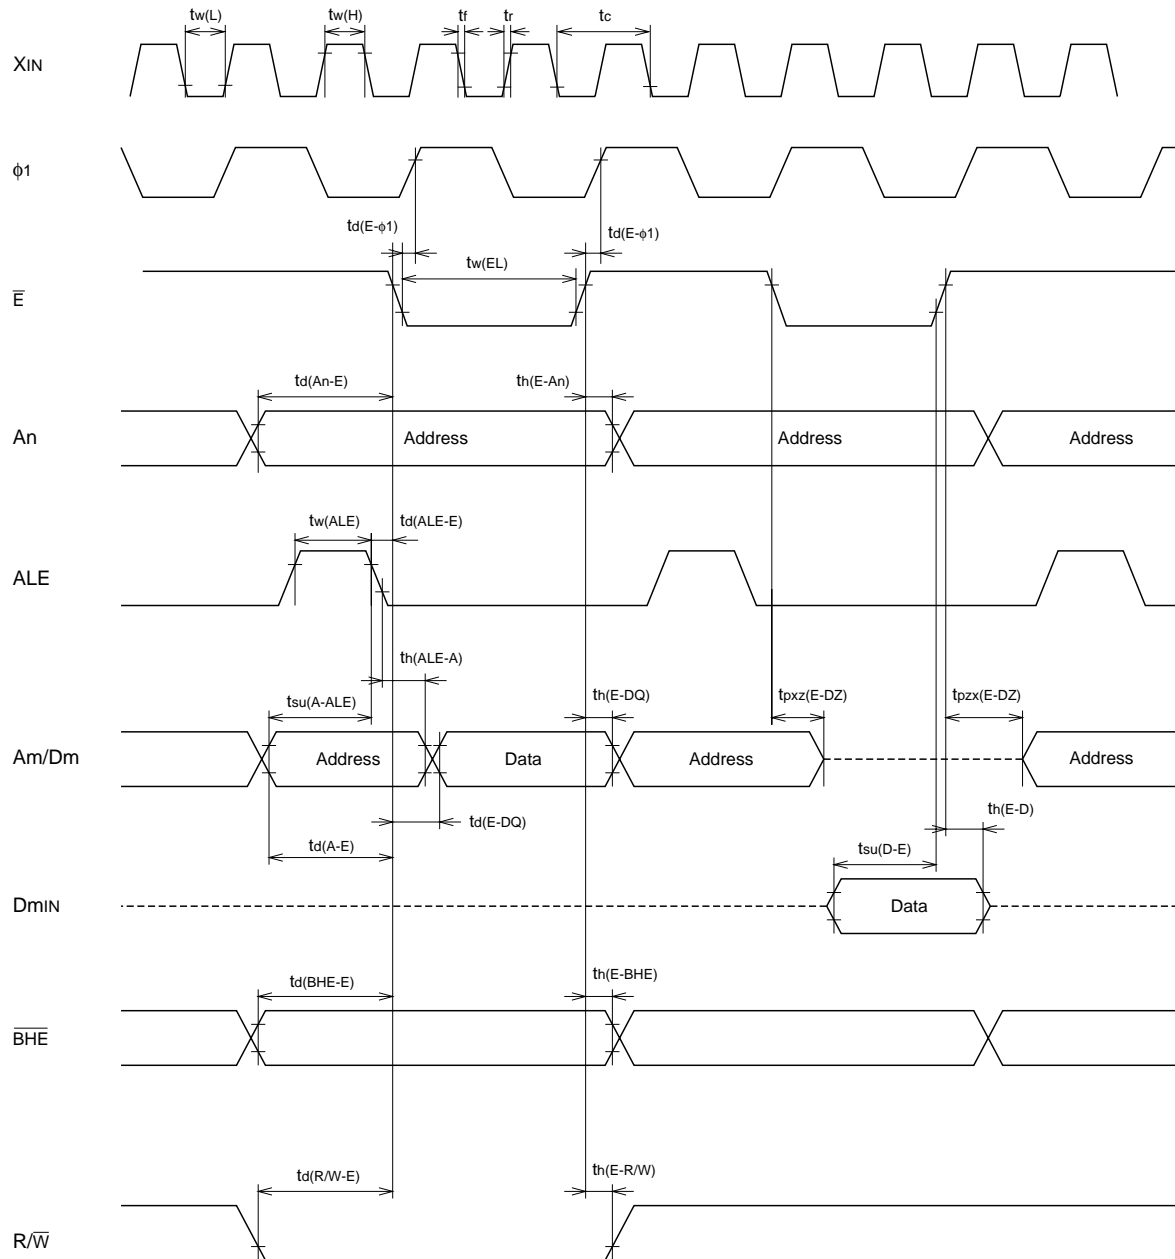 tw(L) tw(H) tf tr tc
XIN
ϕ1
td(E-ϕ1) td(E-ϕ1)
tw(EL)
E̅
td(An-E) th(E-An)
An Address Address Address
tw(ALE) td(ALE-E)
ALE
th(ALE-A)
tsu(A-ALE) th(E-DQ) tpxz(E-DZ) tpzx(E-DZ)
Am/Dm Address Data Address Address
td(E-DQ) th(E-D)
td(A-E) tsu(D-E)
DmIN Data
td(BHE-E) th(E-BHE)
B̅H̅E̅
td(R/W-E) th(E-R/W)
R/W̅